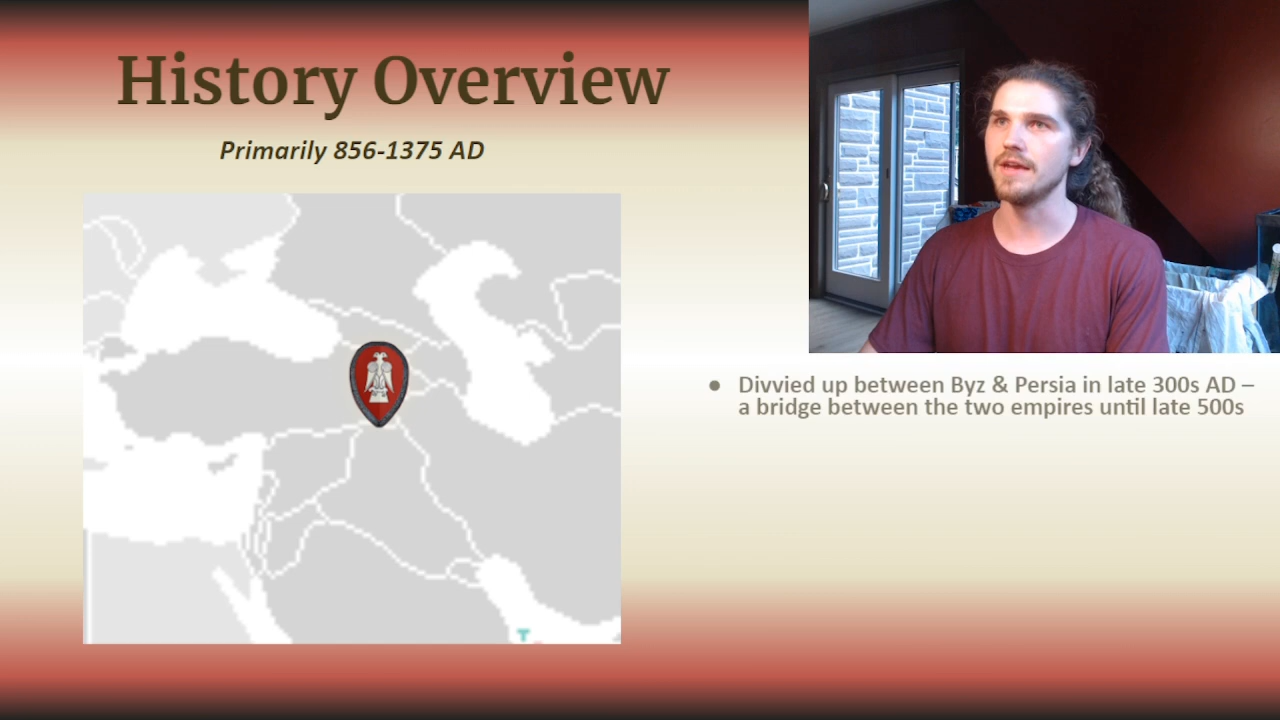 History Overview
Primarily 856-1375 AD
● Divvied up between Byz & Persia in late 300s AD –
a bridge between the two empires until late 500s
T